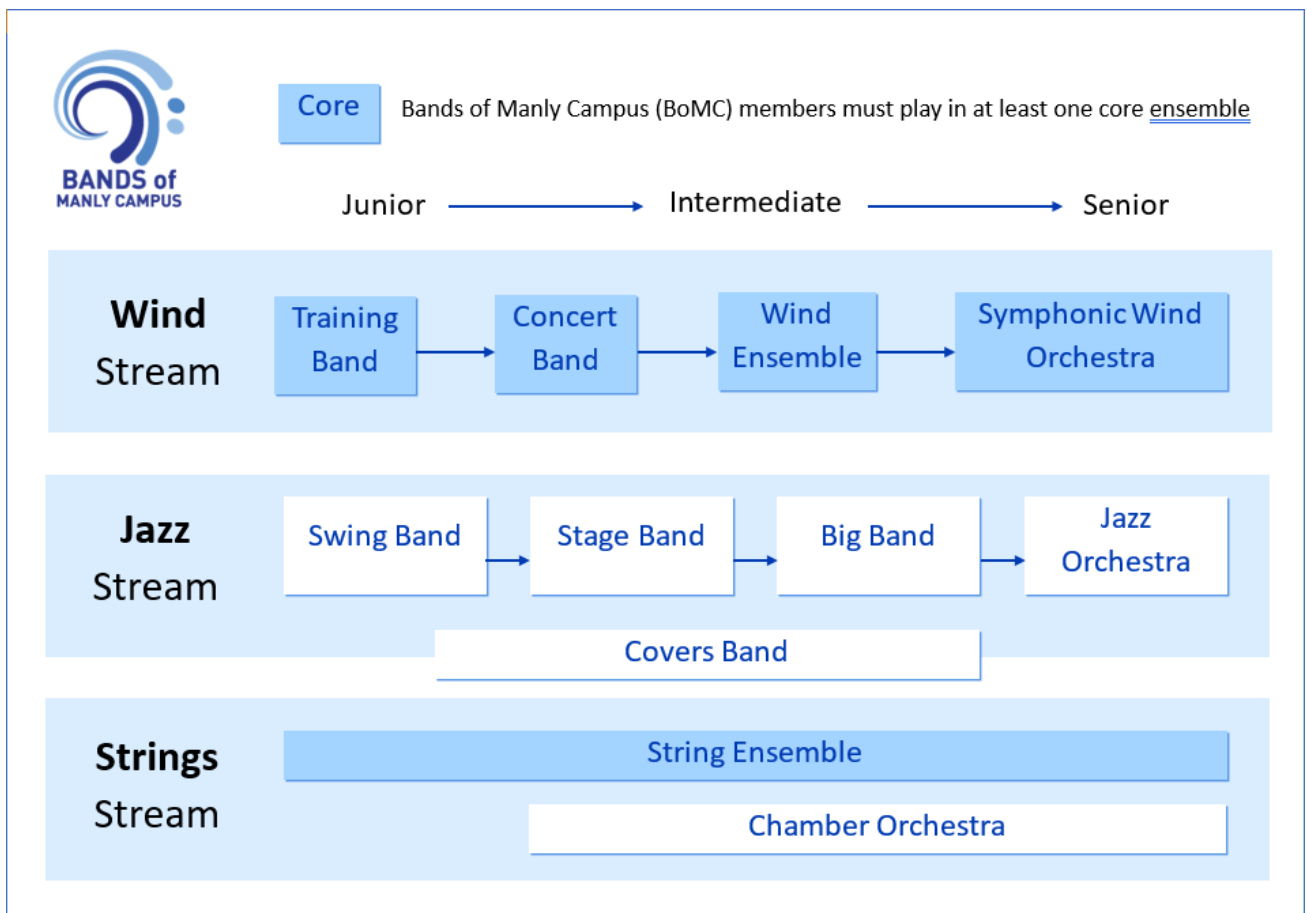 BANDS of
MANLY CAMPUS
Core
Bands of Manly Campus (BoMC) members must play in at least one core ensemble
Junior
Intermediate
Senior
Wind
Stream
Training
Band
Concert
Band
Wind
Ensemble
Symphonic Wind
Orchestra
Jazz
Stream
Swing Band
Stage Band
Big Band
Jazz
Orchestra
Covers Band
Strings
Stream
String Ensemble
Chamber Orchestra